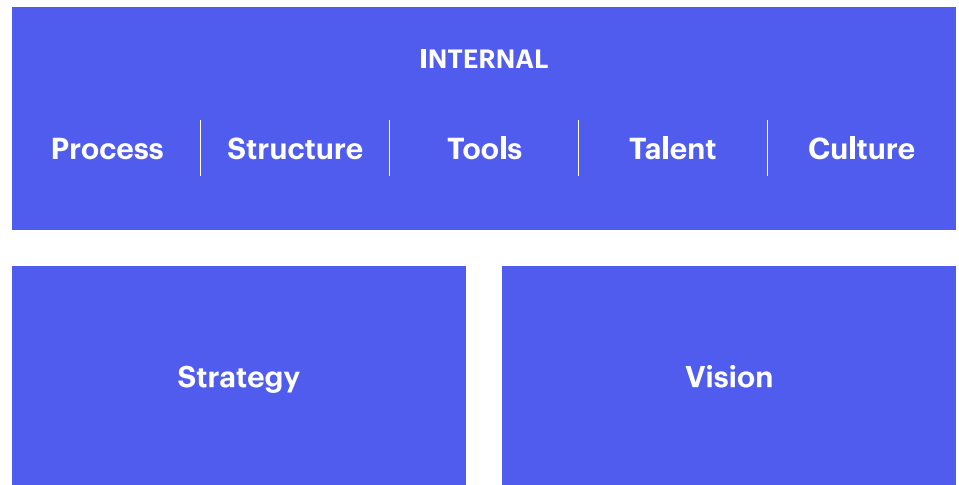 INTERNAL
Process Structure Tools Talent Culture
Strategy Vision